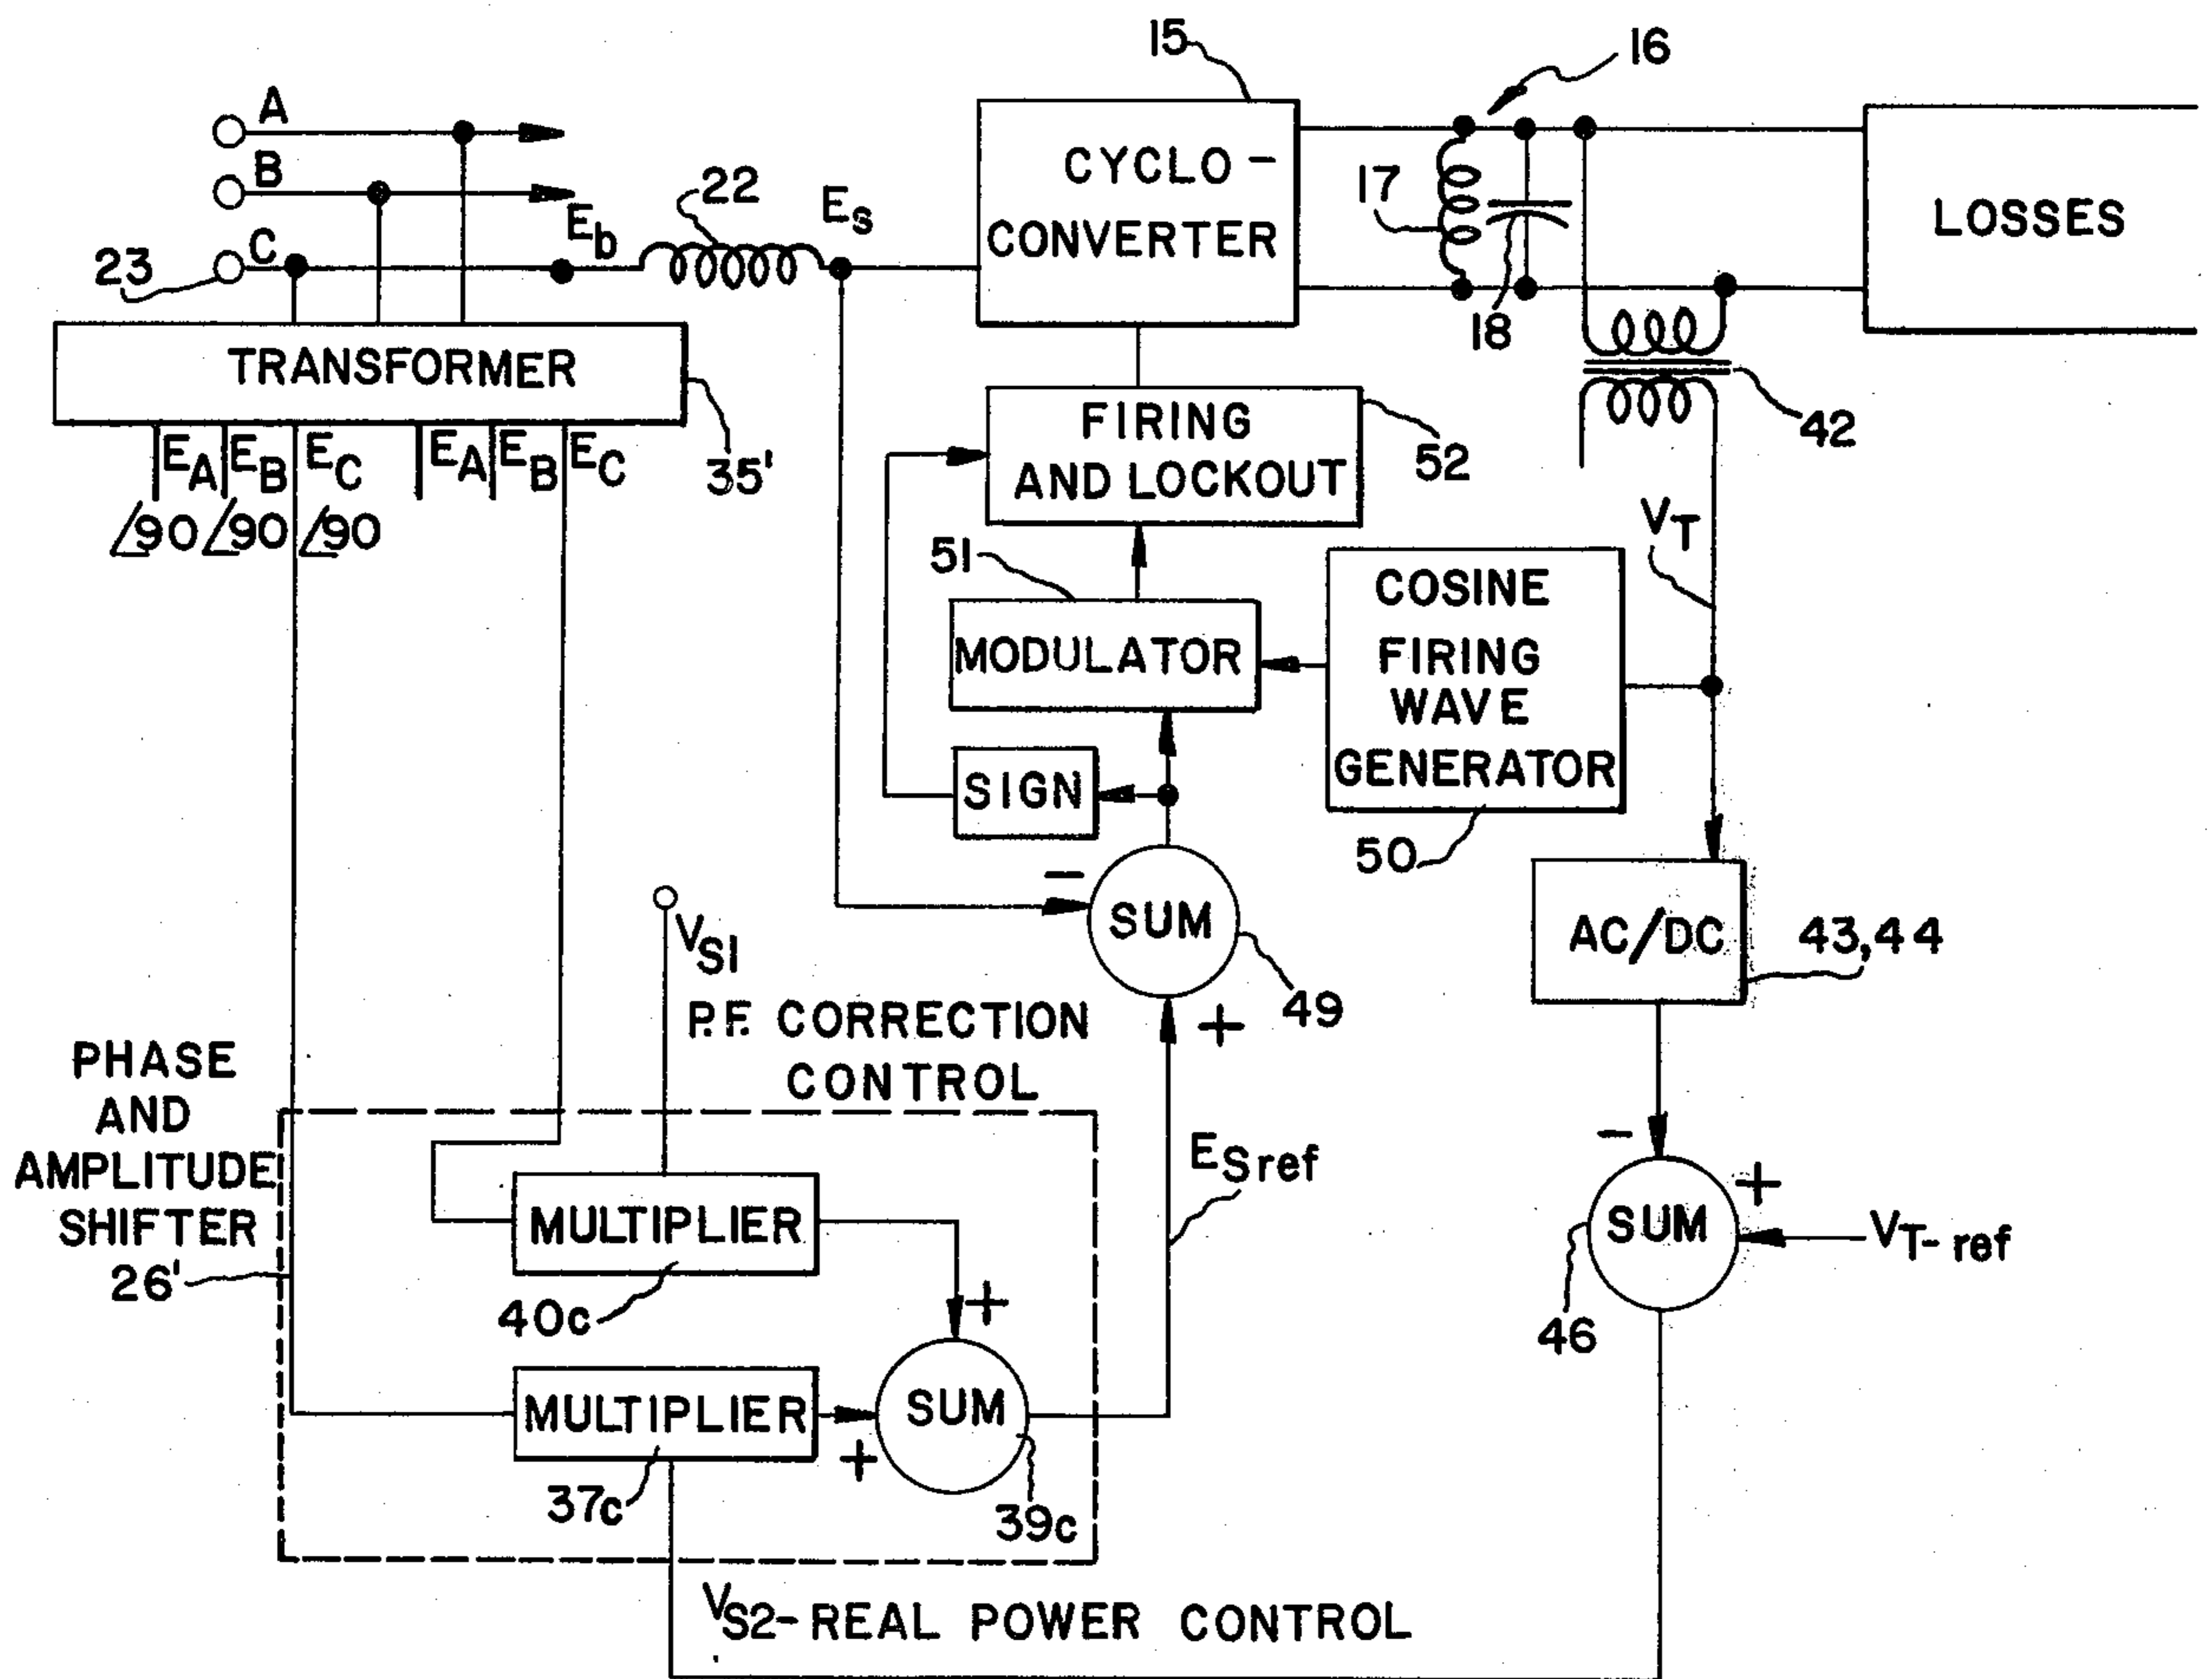 15
16
A
B
C
23
E_b
22
E_s
CYCLO-
CONVERTER
17
18
LOSSES
TRANSFORMER
35'
42
E_A E_B E_C E_A E_B E_C
∠90 ∠90 ∠90
FIRING
AND LOCKOUT
52
V_T
51
MODULATOR
COSINE
FIRING
WAVE
GENERATOR
50
SIGN
-
SUM
49
+
AC/DC
43,44
V_S1
P.F. CORRECTION
CONTROL
PHASE
AND
AMPLITUDE
SHIFTER
26'
MULTIPLIER
40c
+
E_Sref
-
+
SUM
46
V_T-ref
MULTIPLIER
37c
+
SUM
39c
V_S2-REAL POWER CONTROL